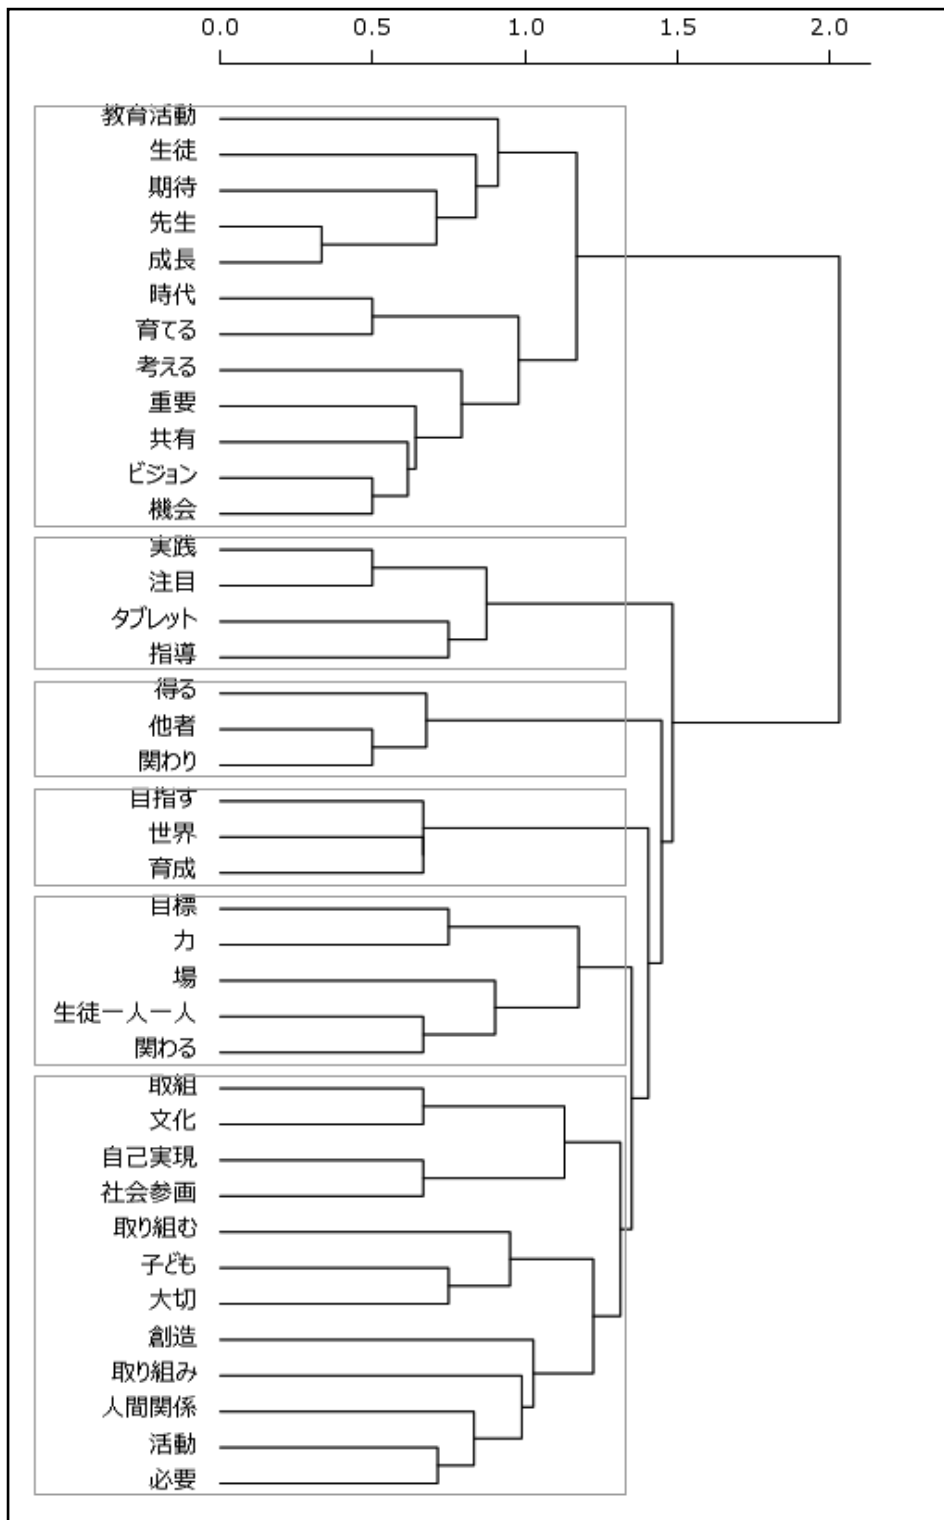 0.0 0.5 1.0 1.5 2.0
教育活動
生徒
期待
先生
成長
時代
育てる
考える
重要
共有
ビジョン
機会
実践
注目
タブレット
指導
得る
他者
関わり
目指す
世界
育成
目標
力
場
生徒一人一人
関わる
取組
文化
自己実現
社会参画
取り組む
子ども
大切
創造
取り組み
人間関係
活動
必要